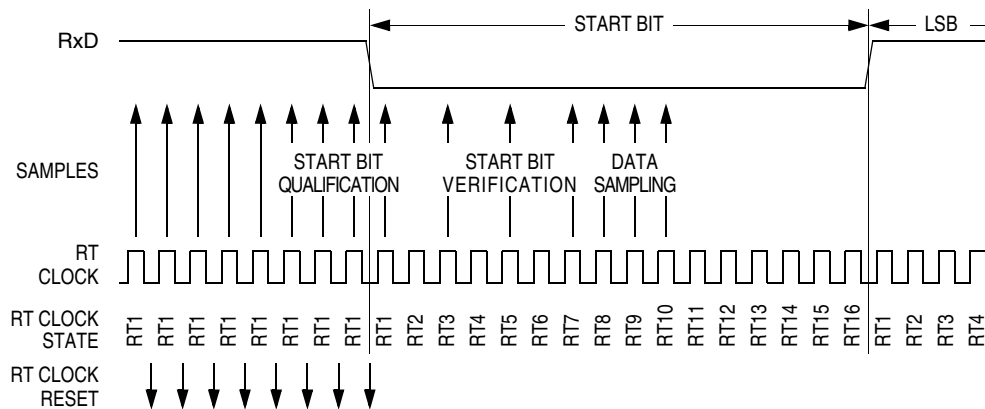 START BIT
LSB
RxD
SAMPLES
START BIT
QUALIFICATION
START BIT
VERIFICATION
DATA
SAMPLING
RT
CLOCK
RT CLOCK
STATE
RT1 RT1 RT1 RT1 RT1 RT1 RT1 RT1 RT1 RT2 RT3 RT4 RT5 RT6 RT7 RT8 RT9 RT10 RT11 RT12 RT13 RT14 RT15 RT16 RT1 RT2 RT3 RT4
RT CLOCK
RESET